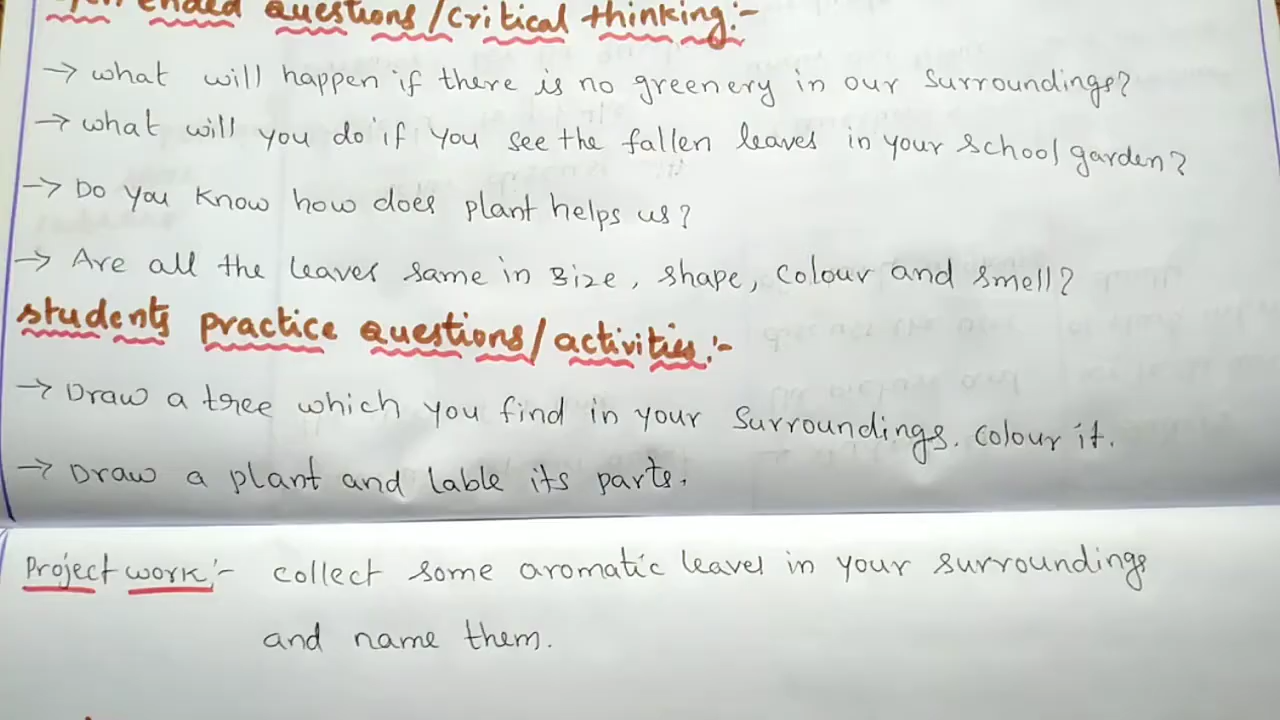 ended Questions/Critical thinking:-
→ what will happen if there is no greenery in our surroundings?
→ what will you do if you see the fallen leaves in your school garden?
→ Do you know how does plant helps us?
→ Are all the leaves same in size, shape, colour and smell?
students practice questions/activities:-
→ Draw a tree which you find in your surroundings. colour it.
→ Draw a plant and lable its parts.
Project work:- collect some aromatic leaves in your surroundings
and name them.